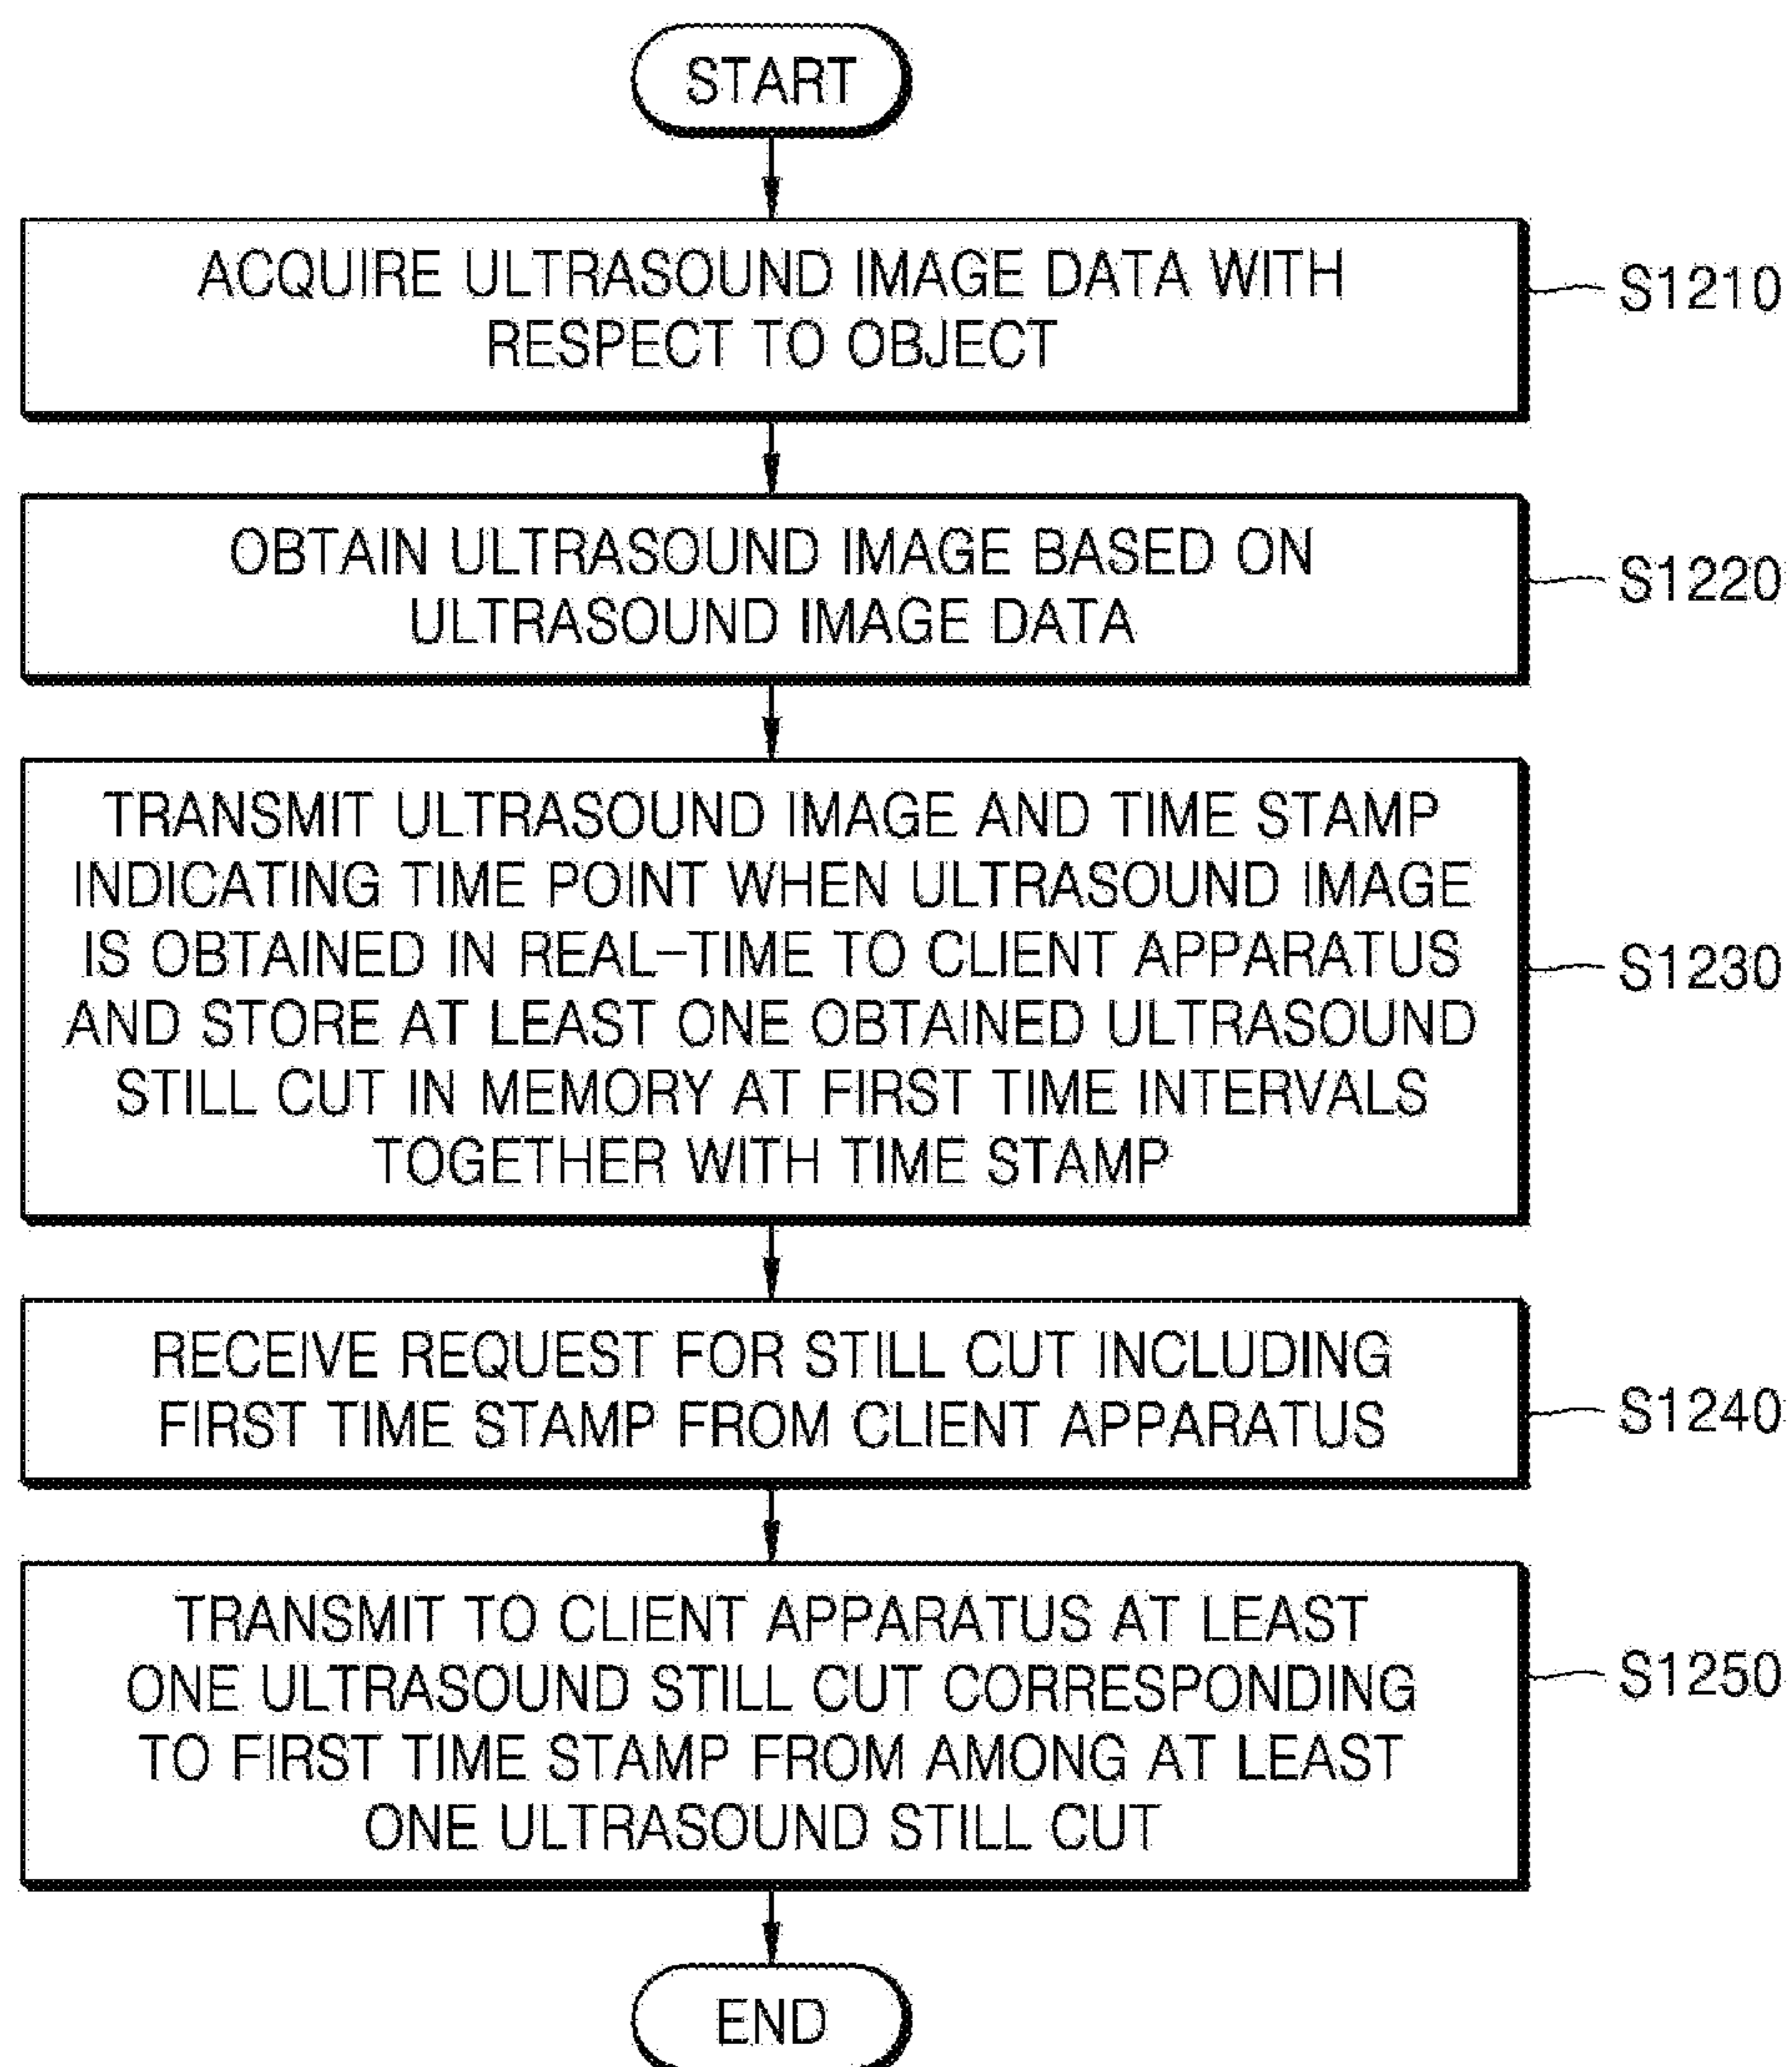 START
ACQUIRE ULTRASOUND IMAGE DATA WITH
RESPECT TO OBJECT
S1210
OBTAIN ULTRASOUND IMAGE BASED ON
ULTRASOUND IMAGE DATA
S1220
TRANSMIT ULTRASOUND IMAGE AND TIME STAMP
INDICATING TIME POINT WHEN ULTRASOUND IMAGE
IS OBTAINED IN REAL-TIME TO CLIENT APPARATUS
AND STORE AT LEAST ONE OBTAINED ULTRASOUND
STILL CUT IN MEMORY AT FIRST TIME INTERVALS
TOGETHER WITH TIME STAMP
S1230
RECEIVE REQUEST FOR STILL CUT INCLUDING
FIRST TIME STAMP FROM CLIENT APPARATUS
S1240
TRANSMIT TO CLIENT APPARATUS AT LEAST
ONE ULTRASOUND STILL CUT CORRESPONDING
TO FIRST TIME STAMP FROM AMONG AT LEAST
ONE ULTRASOUND STILL CUT
S1250
END